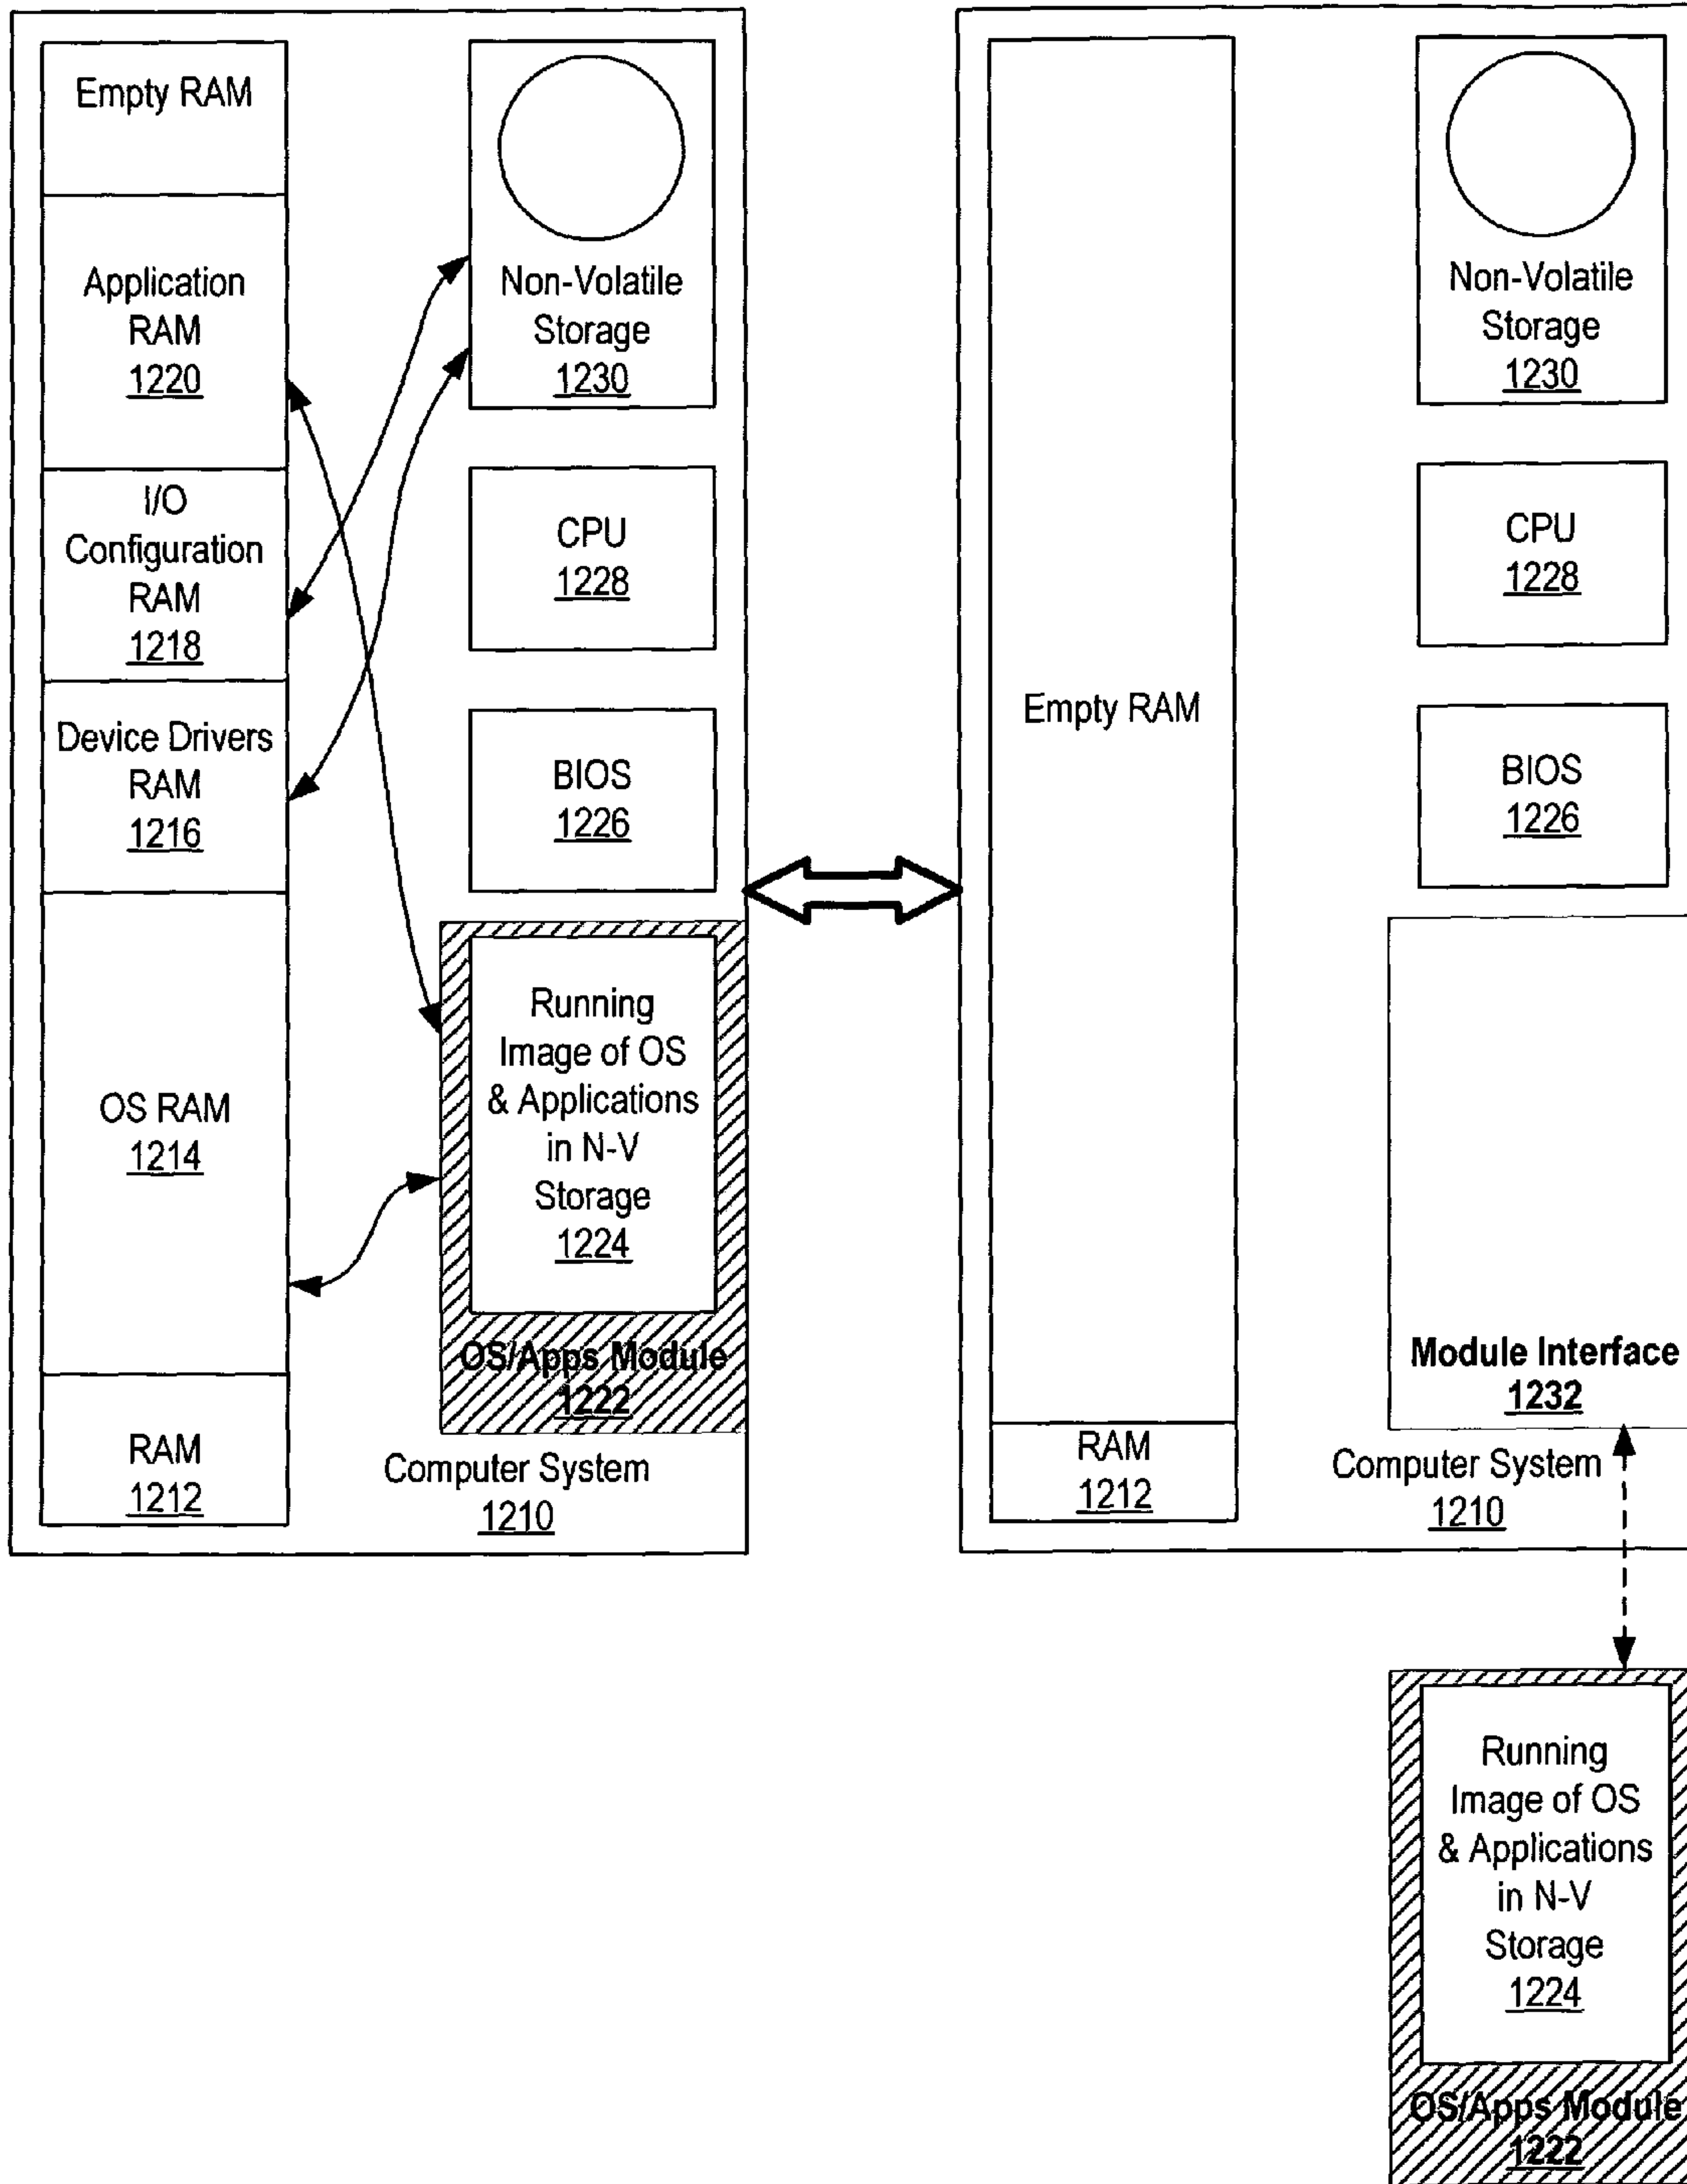 Empty RAM
Application
RAM
1220
I/O
Configuration
RAM
1218
Device Drivers
RAM
1216
OS RAM
1214
RAM
1212
Non-Volatile
Storage
1230
CPU
1228
BIOS
1226
Running
Image of OS
& Applications
in N-V
Storage
1224
OS/Apps Module
1222
Computer System
1210
Empty RAM
RAM
1212
Non-Volatile
Storage
1230
CPU
1228
BIOS
1226
Module Interface
1232
Computer System
1210
Running
Image of OS
& Applications
in N-V
Storage
1224
OS/Apps Module
1222